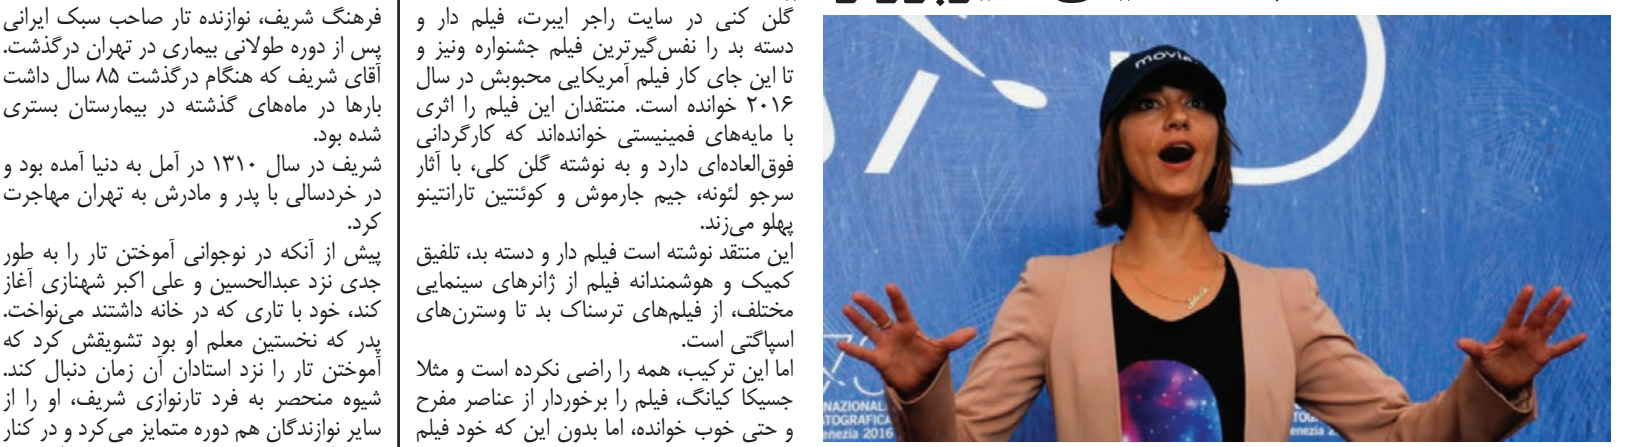 گلن کنی در سایت راجر ایبرت، فیلم دار و
دسته بد را نفس‌گیرترین فیلم جشنواره ونیز و
تا این جای کار فیلم آمریکایی محبوبش در سال
۲۰۱۶ خوانده است. منتقدان این فیلم را اثری
با مایه‌های فمینیستی خوانده‌اند که کارگردانی
فوق‌العاده‌ای دارد و به نوشته گلن کلی، با آثار
سرجو لئونه، جیم جارموش و کوئنتین تارانتینو
پهلو می‌زند.
این منتقد نوشته است فیلم دار و دسته بد، تلفیق
کمیک و هوشمندانه فیلم از ژانرهای سینمایی
مختلف، از فیلم‌های ترسناک بد تا وسترن‌های
اسپاگتی است.
اما این ترکیب، همه را راضی نکرده است و مثلا
جسیکا کیانگ، فیلم را برخوردار از عناصر مفرح
و حتی خوب خوانده، اما بدون این که خود فیلم
فرهنگ شریف، نوازنده تار صاحب سبک ایرانی
پس از دوره طولانی بیماری در تهران درگذشت.
آقای شریف که هنگام درگذشت ۸۵ سال داشت
بارها در ماه‌های گذشته در بیمارستان بستری
شده بود.
شریف در سال ۱۳۱۰ در آمل به دنیا آمده بود و
در خردسالی با پدر و مادرش به تهران مهاجرت
کرد.
پیش از آنکه در نوجوانی آموختن تار را به طور
جدی نزد عبدالحسین و علی اکبر شهنازی آغاز
کند، خود با تاری که در خانه داشتند می‌نواخت.
پدر که نخستین معلم او بود تشویقش کرد که
آموختن تار را نزد استادان آن زمان دنبال کند.
شیوه منحصر به فرد تارنوازی شریف، او را از
سایر نوازندگان هم دوره متمایز می‌کرد و در کنار
movie
73
NAZIONAL
TOGRAFICA
enezia 2016
enezia 2